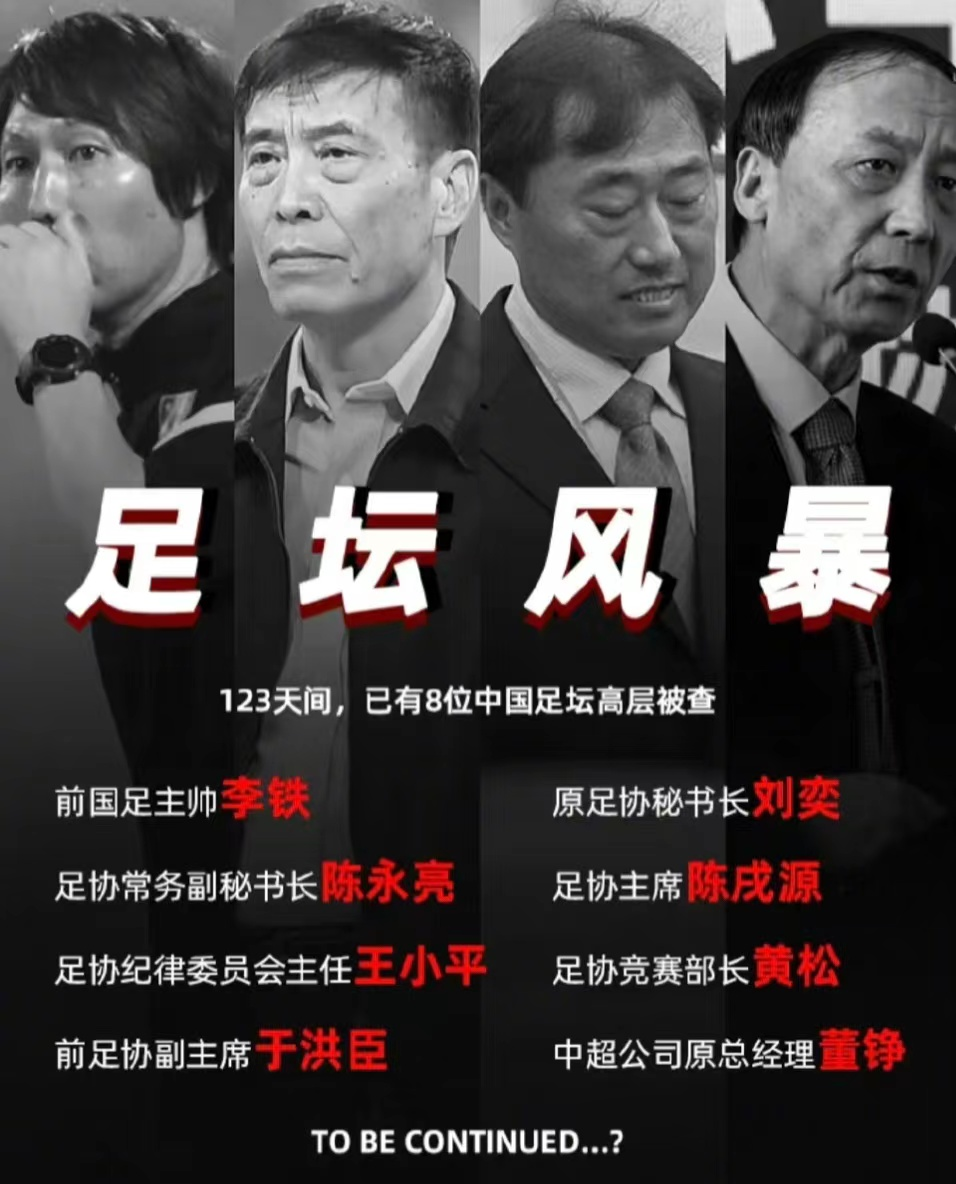 足坛风暴
123天间，已有8位中国足坛高层被查
前国足主帅李铁
原足协秘书长刘奕
足协常务副秘书长陈永亮
足协主席陈戌源
足协纪律委员会主任王小平
足协竞赛部长黄松
前足协副主席于洪臣
中超公司原总经理董铮
TO BE CONTINUED...?